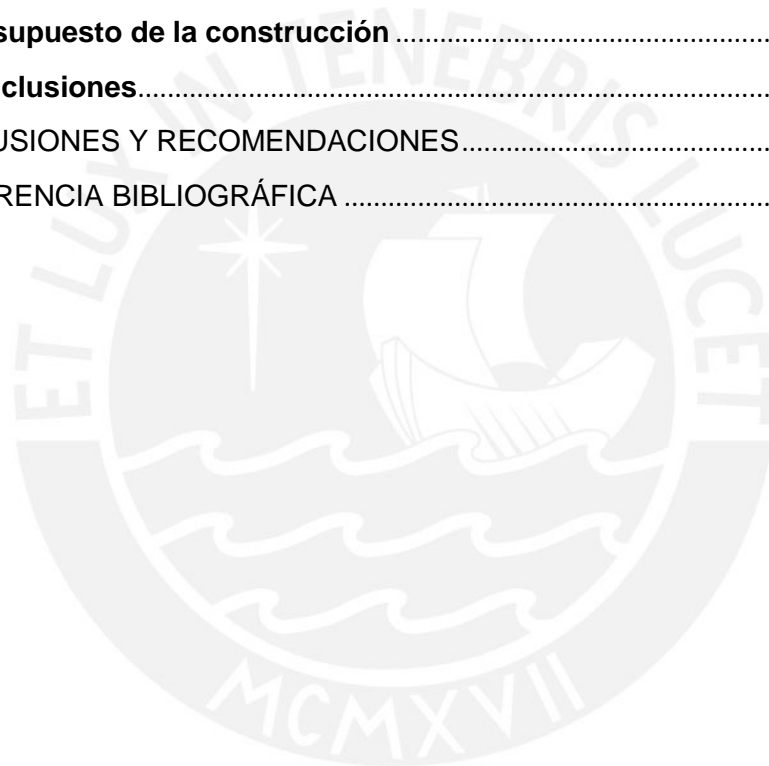 supuesto de la construcción ........................................................
clusiones........................................................
USIONES Y RECOMENDACIONES........................................................
RENCIA BIBLIOGRÁFICA ........................................................
ET LUX IN TENEBRIS LUCET
MCMXVII